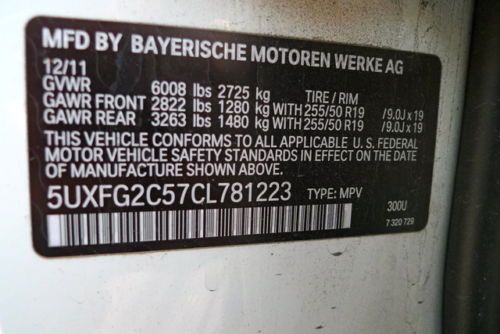 MFD BY BAYERISCHE MOTOREN WERKE AG
12/11
GVWR 6008 lbs 2725 kg TIRE / RIM
GAWR FRONT 2822 lbs 1280 kg WITH 255/50 R19 /9.0J x 19
GAWR REAR 3263 lbs 1480 kg WITH 255/50 R19 /9.0J x 19
THIS VEHICLE CONFORMS TO ALL APPLICABLE U. S. FEDERAL
MOTOR VEHICLE SAFETY STANDARDS IN EFFECT ON THE
DATE OF MANUFACTURE SHOWN ABOVE.
5UXFG2C57CL781223 TYPE: MPV 300U
7 320 729